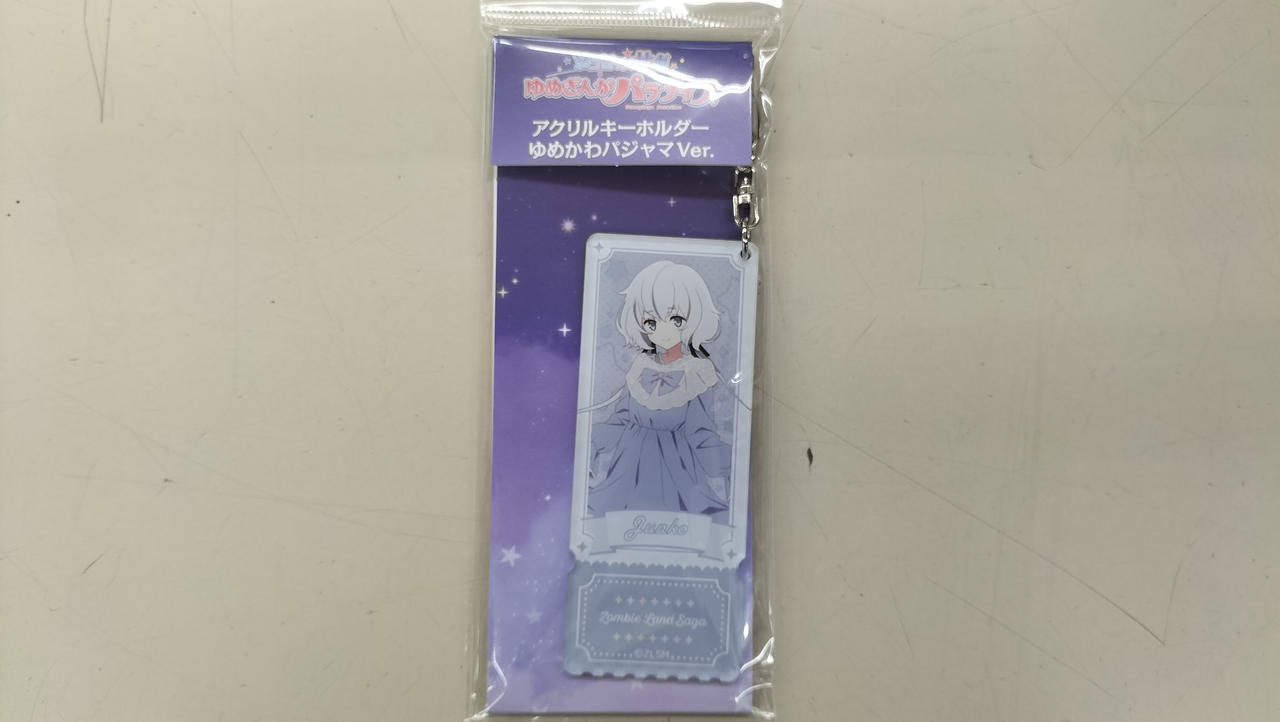 ゆめぎんがパラダイス
アクリルキーホルダー
ゆめかわパジャマVer.
Junko
Zombie Land Saga
©ZLSM